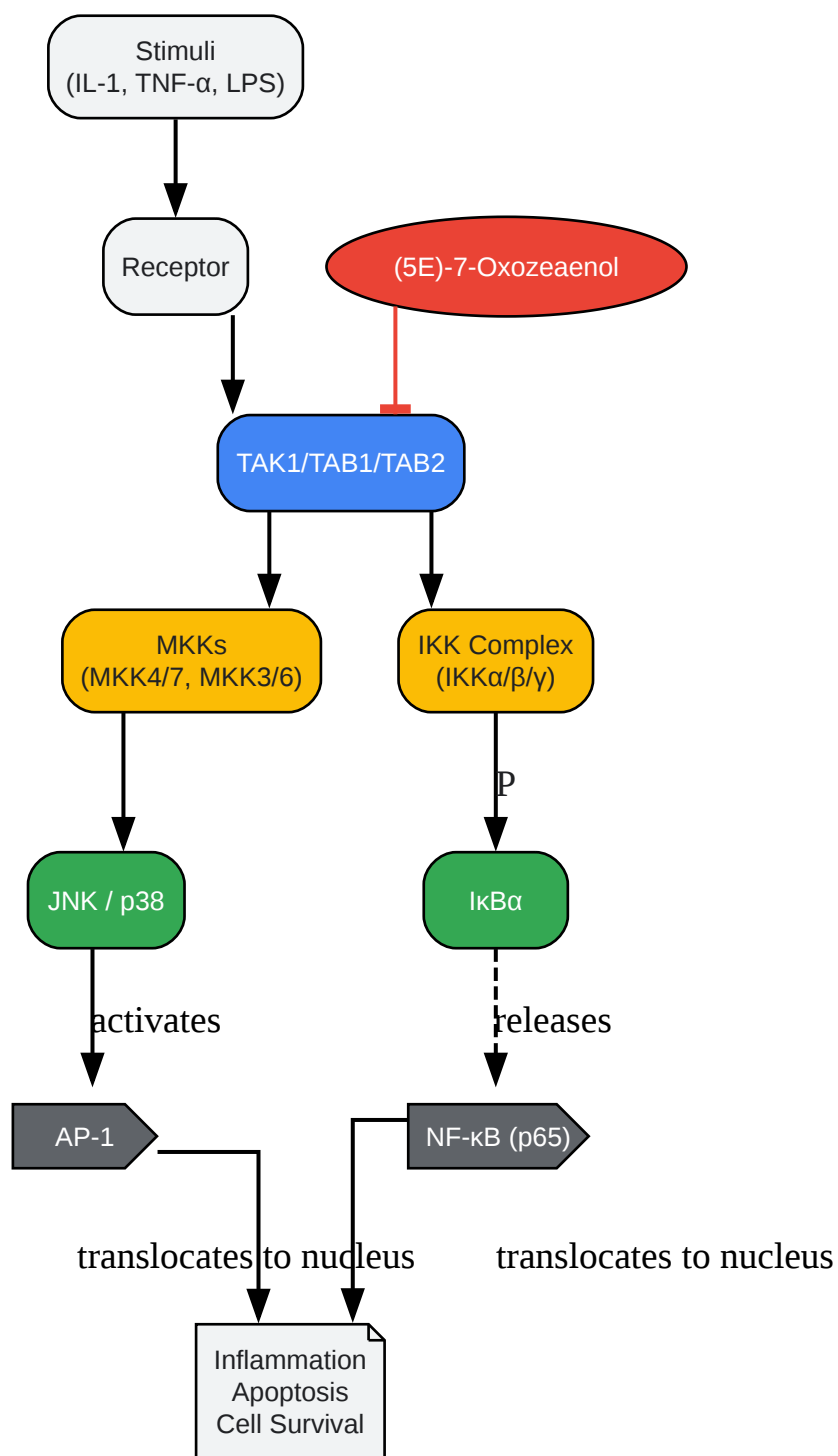 Stimuli
(IL-1, TNF-α, LPS)
Receptor
(5E)-7-Oxozeaenol
TAK1/TAB1/TAB2
MKKs
(MKK4/7, MKK3/6)
IKK Complex
(IKKα/β/γ)
P
JNK / p38
IκBα
activates
releases
AP-1
NF-κB (p65)
translocates to nucleus
translocates to nucleus
Inflammation
Apoptosis
Cell Survival